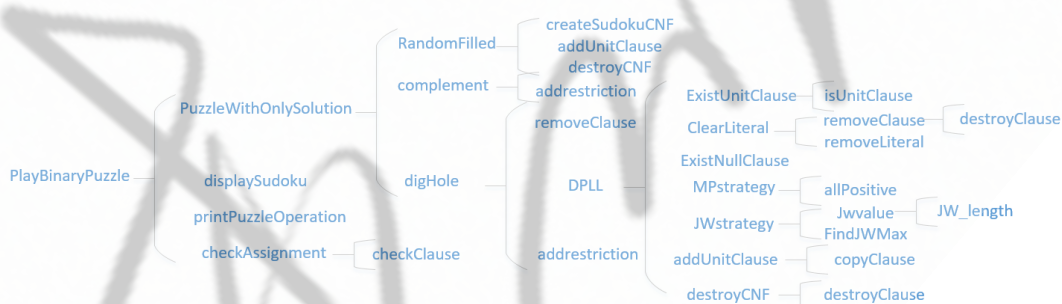 PlayBinaryPuzzle
PuzzleWithOnlySolution
displaySudoku
printPuzzleOperation
checkAssignment
checkClause
RandomFilled
complement
digHole
createSudokuCNF
addUnitClause
destroyCNF
addrestriction
removeClause
DPLL
addrestriction
ExistUnitClause
ClearLiteral
ExistNullClause
MPstrategy
JWstrategy
addUnitClause
destroyCNF
isUnitClause
removeClause
removeLiteral
allPositive
Jwvalue
FindJWMax
copyClause
destroyClause
destroyClause
JW_length